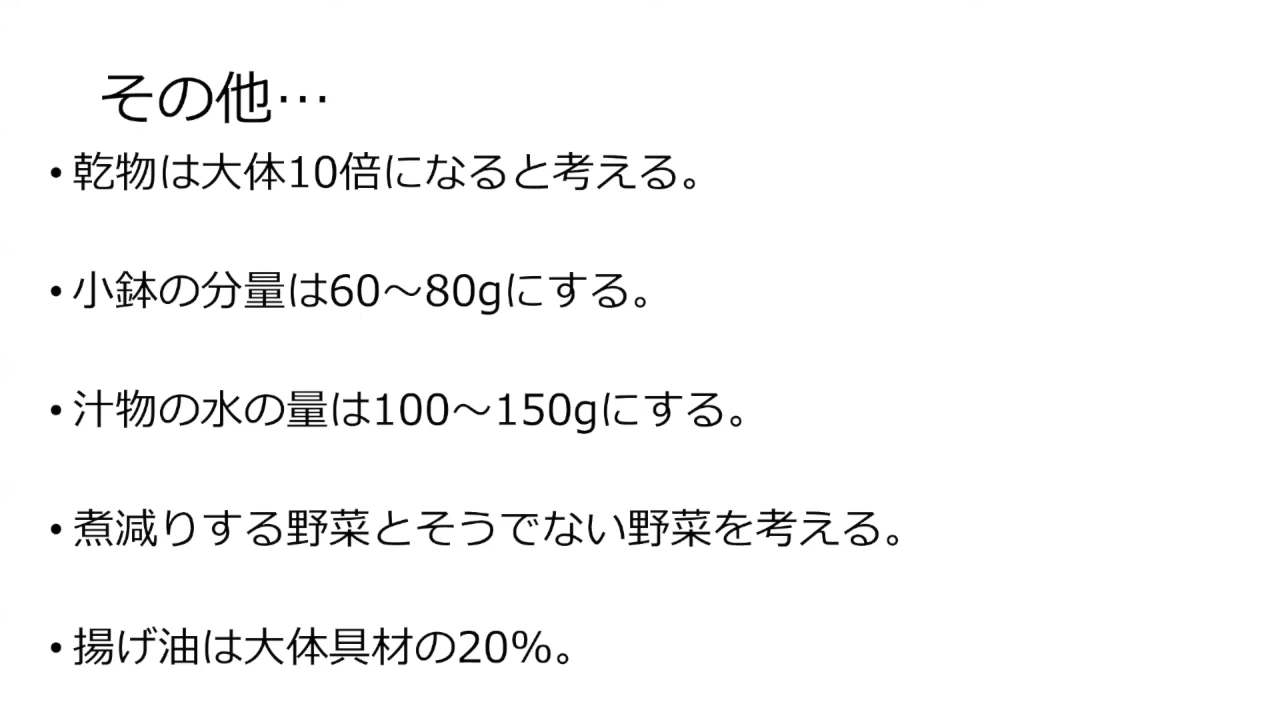 その他…
• 乾物は大体10倍になると考える。
• 小鉢の分量は60～80gにする。
• 汁物の水の量は100～150gにする。
• 煮減りする野菜とそうでない野菜を考える。
• 揚げ油は大体具材の20%。